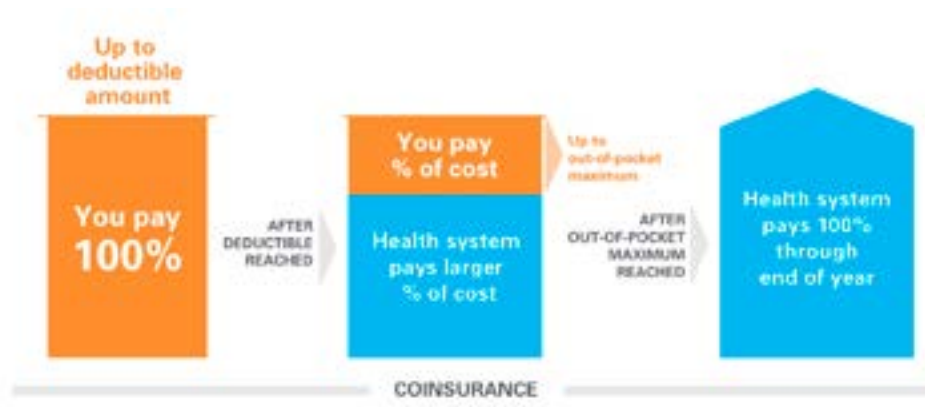 Up to
deductible
amount
You pay
100%
AFTER
DEDUCTIBLE
REACHED
You pay
% of cost
Health system
pays larger
% of cost
Up to
out-of-pocket
maximum
AFTER
OUT-OF-POCKET
MAXIMUM
REACHED
Health system
pays 100%
through
end of year
COINSURANCE